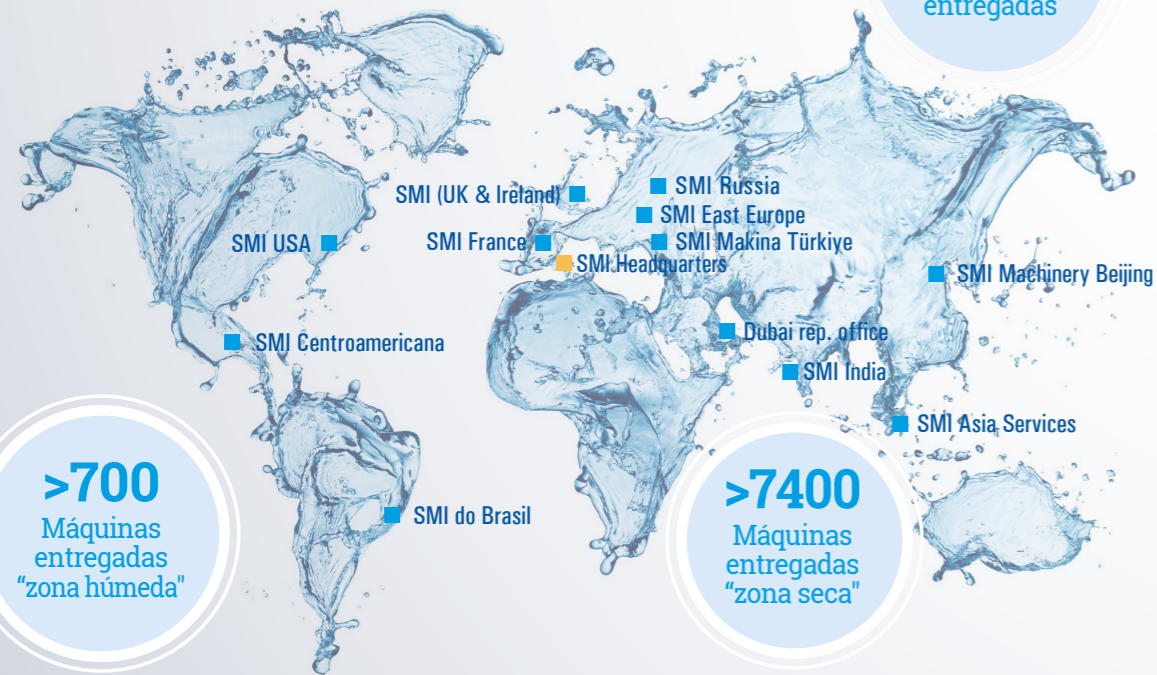 entregadas
SMI (UK & Ireland)
SMI Russia
SMI East Europe
SMI USA
SMI France
SMI Makina Türkiye
SMI Headquarters
SMI Machinery Beijing
Dubai rep. office
SMI Centroamericana
SMI India
SMI Asia Services
>700
Máquinas
entregadas
“zona húmeda"
SMI do Brasil
>7400
Máquinas
entregadas
“zona seca"